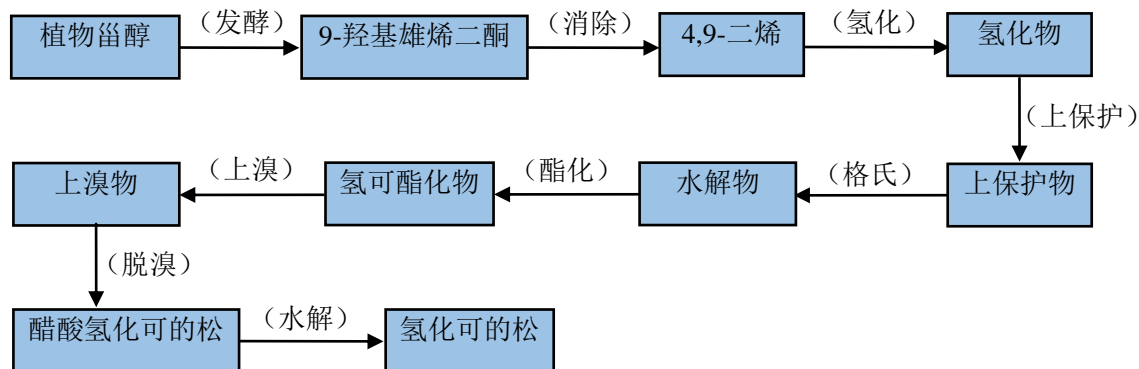 植物甾醇
（发酵）
9-羟基雄烯二酮
（消除）
4,9-二烯
（氢化）
氢化物
（上保护）
上溴物
（上溴）
氢可酯化物
（酯化）
水解物
（格氏）
上保护物
（脱溴）
醋酸氢化可的松
（水解）
氢化可的松